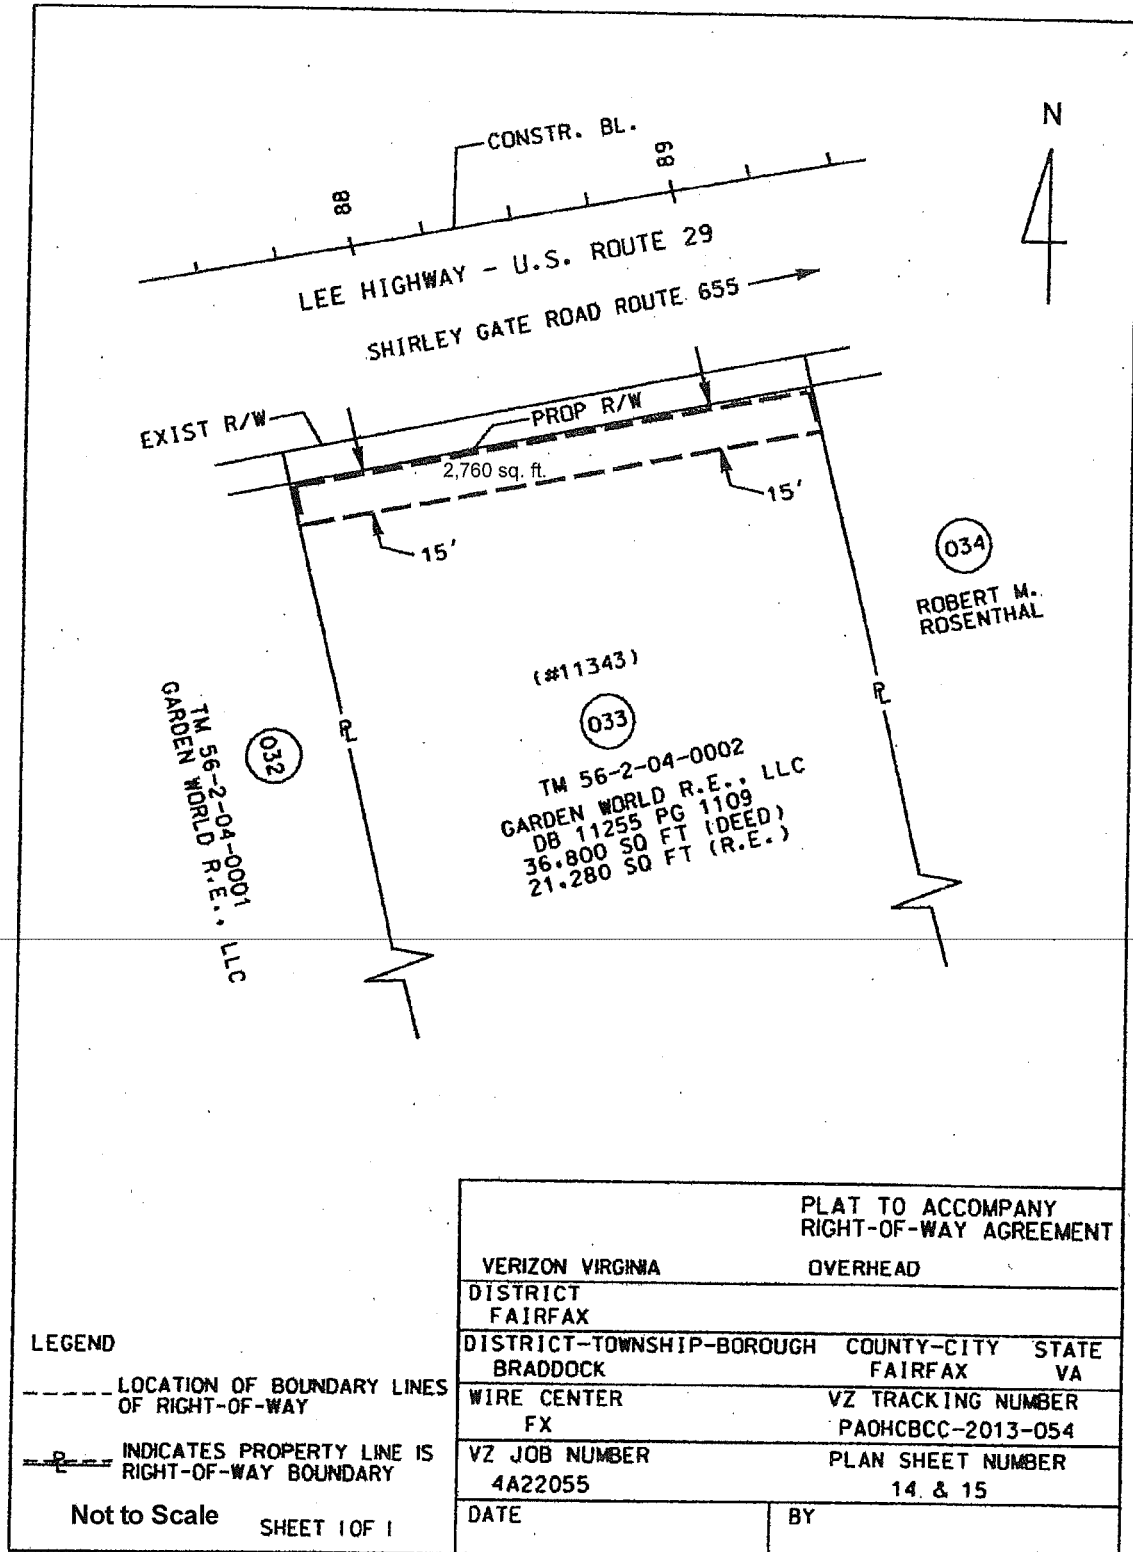 N
CONSTR. BL.
88
89
LEE HIGHWAY - U.S. ROUTE 29
SHIRLEY GATE ROAD ROUTE 655
EXIST R/W
PROP R/W
2,760 sq. ft.
15'
15'
034
ROBERT M.
ROSENTHAL
(#11343)
033
TM 56-2-04-0002
GARDEN WORLD R.E., LLC
DB 11255 PG 1109
36,800 SQ FT (DEED)
21,280 SQ FT (R.E.)
PL
PL
032
TM 56-2-04-0001
GARDEN WORLD R.E., LLC
PLAT TO ACCOMPANY
RIGHT-OF-WAY AGREEMENT
VERIZON VIRGINIA OVERHEAD
DISTRICT
FAIRFAX
DISTRICT-TOWNSHIP-BOROUGH COUNTY-CITY STATE
BRADDOCK FAIRFAX VA
WIRE CENTER VZ TRACKING NUMBER
FX PAOHCBCC-2013-054
VZ JOB NUMBER PLAN SHEET NUMBER
4A22055 14. & 15
DATE BY
LEGEND
LOCATION OF BOUNDARY LINES
OF RIGHT-OF-WAY
PL INDICATES PROPERTY LINE IS
RIGHT-OF-WAY BOUNDARY
Not to Scale SHEET 1 OF 1